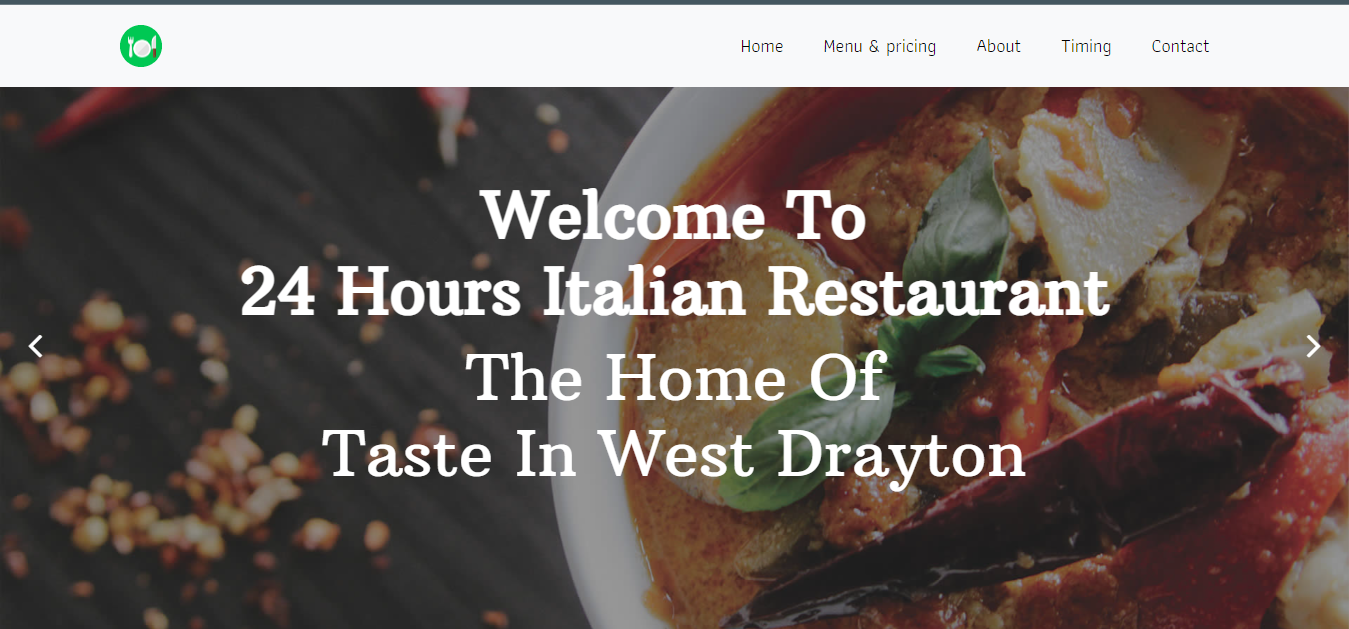 Home
Menu & pricing
About
Timing
Contact
Welcome To
24 Hours Italian Restaurant
The Home Of
Taste In West Drayton